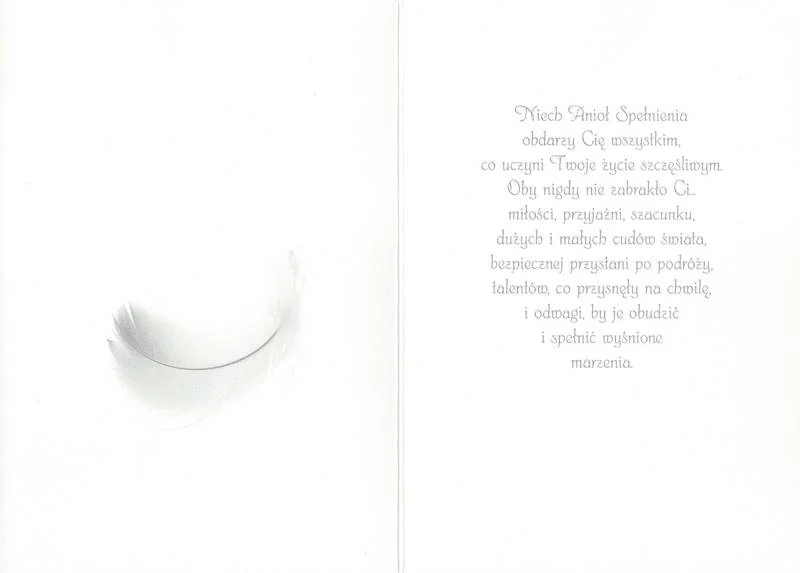 Niech Anioł Spełnienia
obdarzy Cię wszystkim,
co uczyni Twoje życie szczęśliwym.
Oby nigdy nie zabrakło Ci...
miłości, przyjaźni, szacunku,
dużych i małych cudów świata,
bezpiecznej przystani po podróży,
talentów, co przysnęły na chwilę,
i odwagi, by je obudzić
i spełnić wyśnione
marzenia.